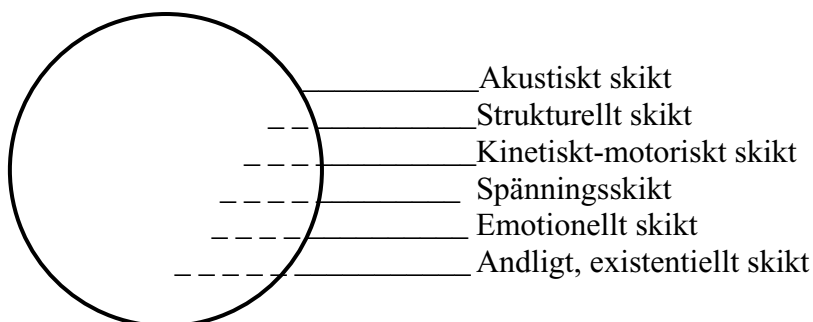 Akustiskt skikt
Strukturellt skikt
Kinetiskt-motoriskt skikt
Spänningsskikt
Emotionellt skikt
Andligt, existentiellt skikt